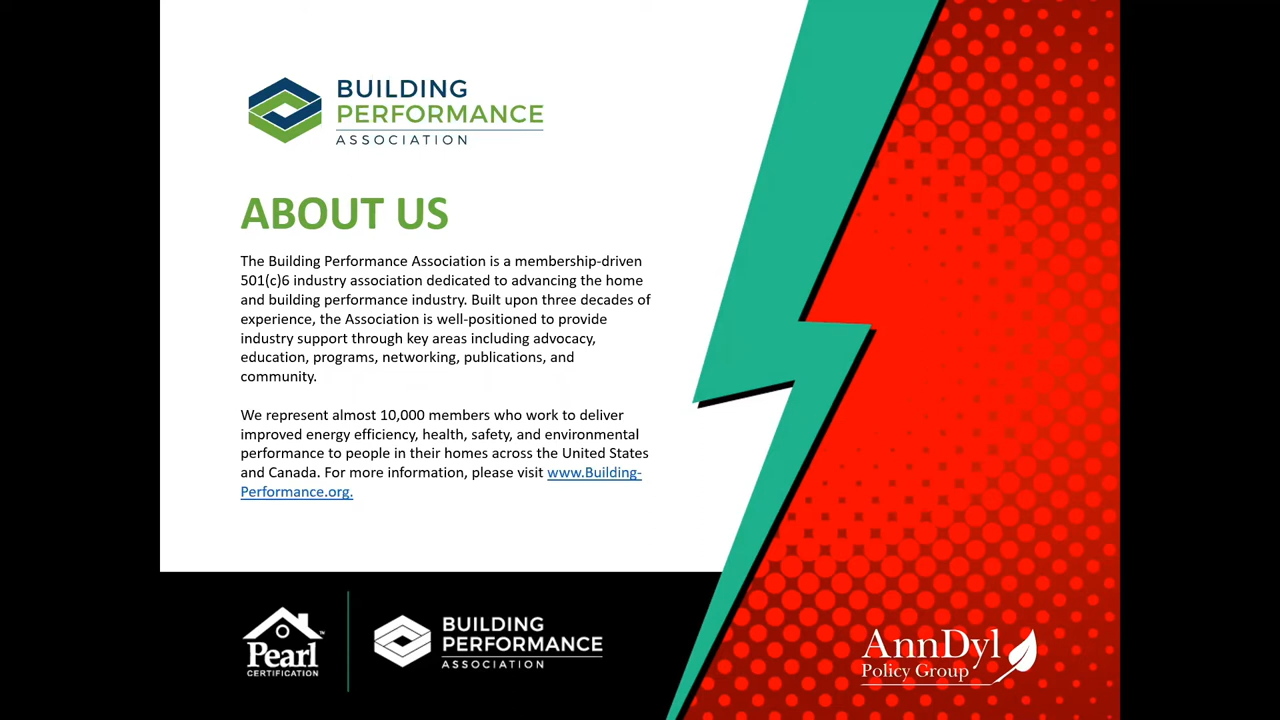 BUILDING
PERFORMANCE
ASSOCIATION
ABOUT US
The Building Performance Association is a membership-driven
501(c)6 industry association dedicated to advancing the home
and building performance industry. Built upon three decades of
experience, the Association is well-positioned to provide
industry support through key areas including advocacy,
education, programs, networking, publications, and
community.
We represent almost 10,000 members who work to deliver
improved energy efficiency, health, safety, and environmental
performance to people in their homes across the United States
and Canada. For more information, please visit www.Building-
Performance.org.
Pearl™
CERTIFICATION
BUILDING
PERFORMANCE
ASSOCIATION
AnnDyl
Policy Group